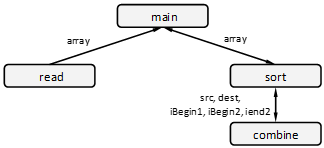 main
array
array
read
sort
src, dest,
iBegin1, iBegin2, iend2
combine